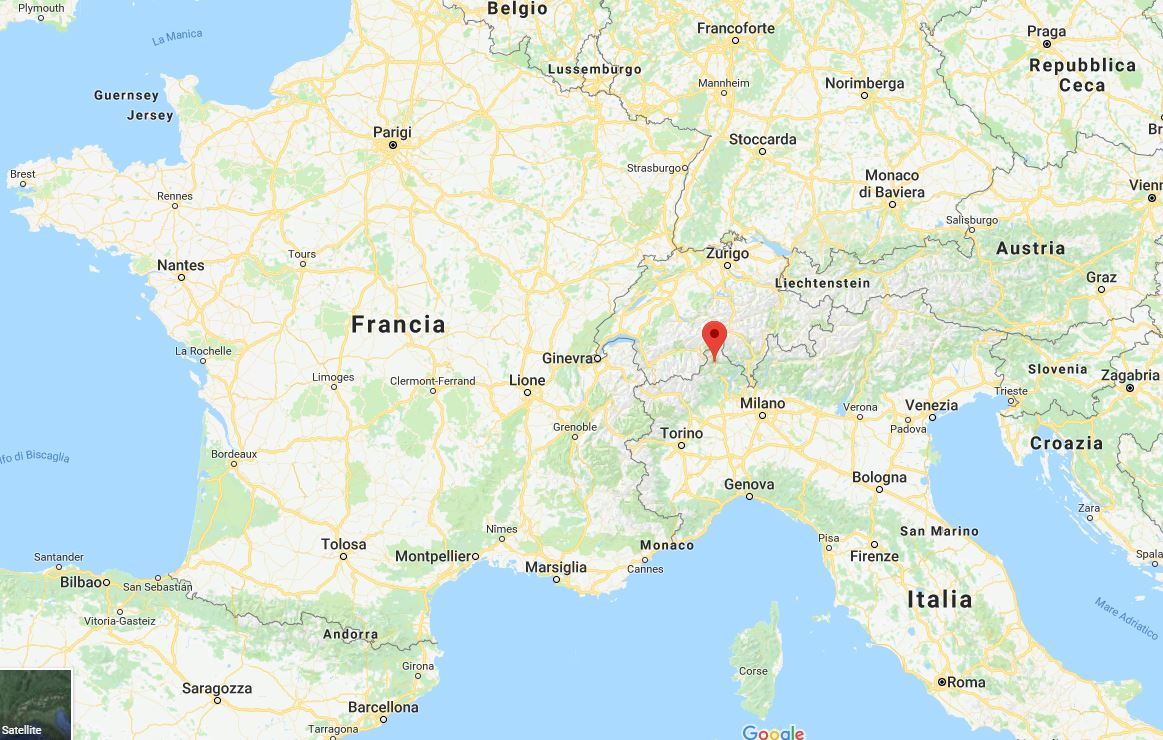 Plymouth
Belgio
Francoforte
Praga
La Manica
Repubblica
Ceca
Lussemburgo
Mannheim
Norimberga
Guernsey
Jersey
Parigi
Stoccarda
Strasburgo
Brest
Rennes
Monaco
di Baviera
Salisburgo
Austria
Nantes
Tours
Zurigo
Liechtenstein
Graz
Francia
La Rochelle
Ginevra
Limoges
Clermont-Ferrand
Lione
Slovenia
Zagabria
Trieste
Milano
Verona
Venezia
Padova
Grenoble
Torino
Croazia
Bordeaux
Genova
Bologna
Zara
Nîmes
San Marino
Tolosa
Montpellier
Monaco
Pisa
Firenze
Marsiglia
Cannes
Santander
Bilbao
San Sebastián
Vitoria-Gasteiz
Italia
Mare Adriatico
Andorra
Girona
Corse
Saragozza
Roma
Barcellona
Tarragona
Satellite
Google